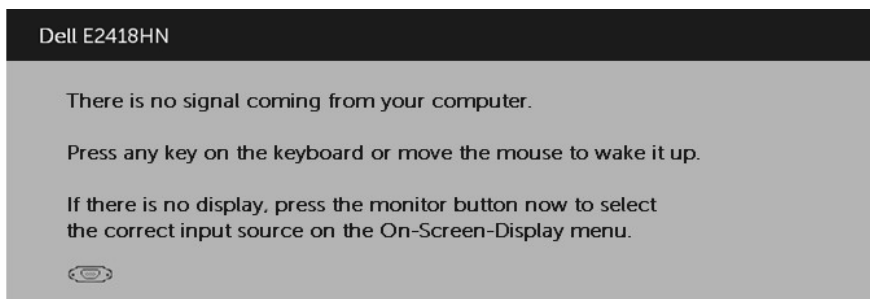 Dell E2418HN
There is no signal coming from your computer.
Press any key on the keyboard or move the mouse to wake it up.
If there is no display, press the monitor button now to select
the correct input source on the On-Screen-Display menu.